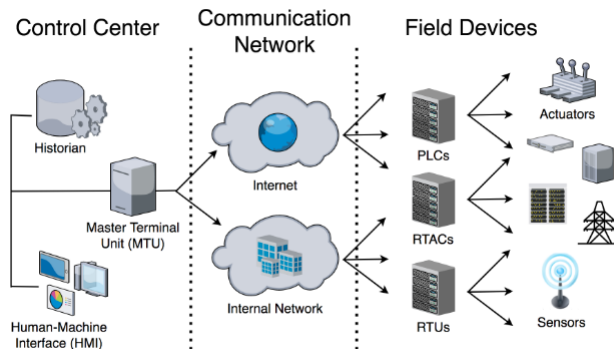 Control Center
Communication
Network
Field Devices
Historian
Master Terminal
Unit (MTU)
Human-Machine
Interface (HMI)
Internet
Internal Network
PLCs
RTACs
RTUs
Actuators
Sensors